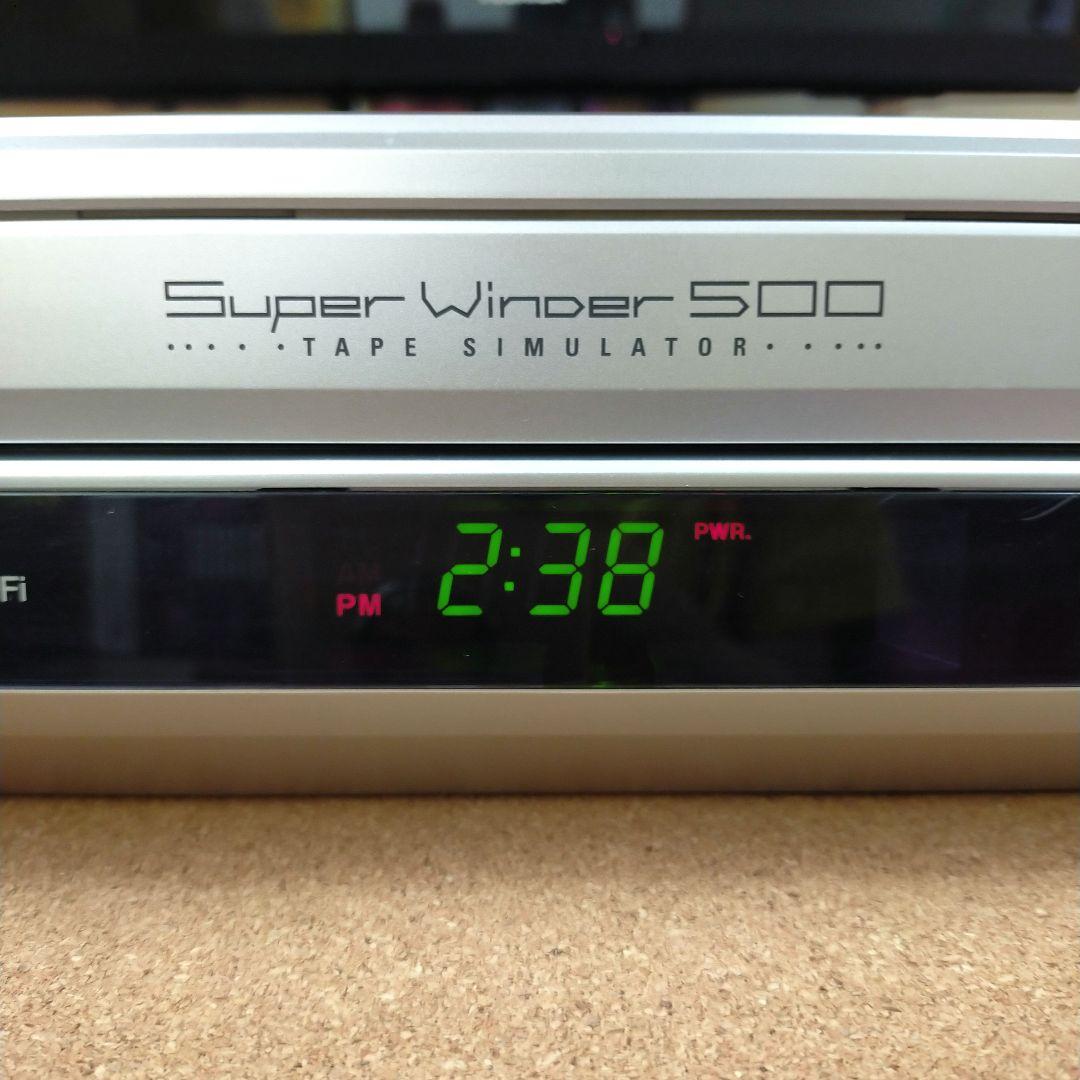 Super Winder 500
TAPE SIMULATOR
PWR.
2:38
AM
Fi
PM